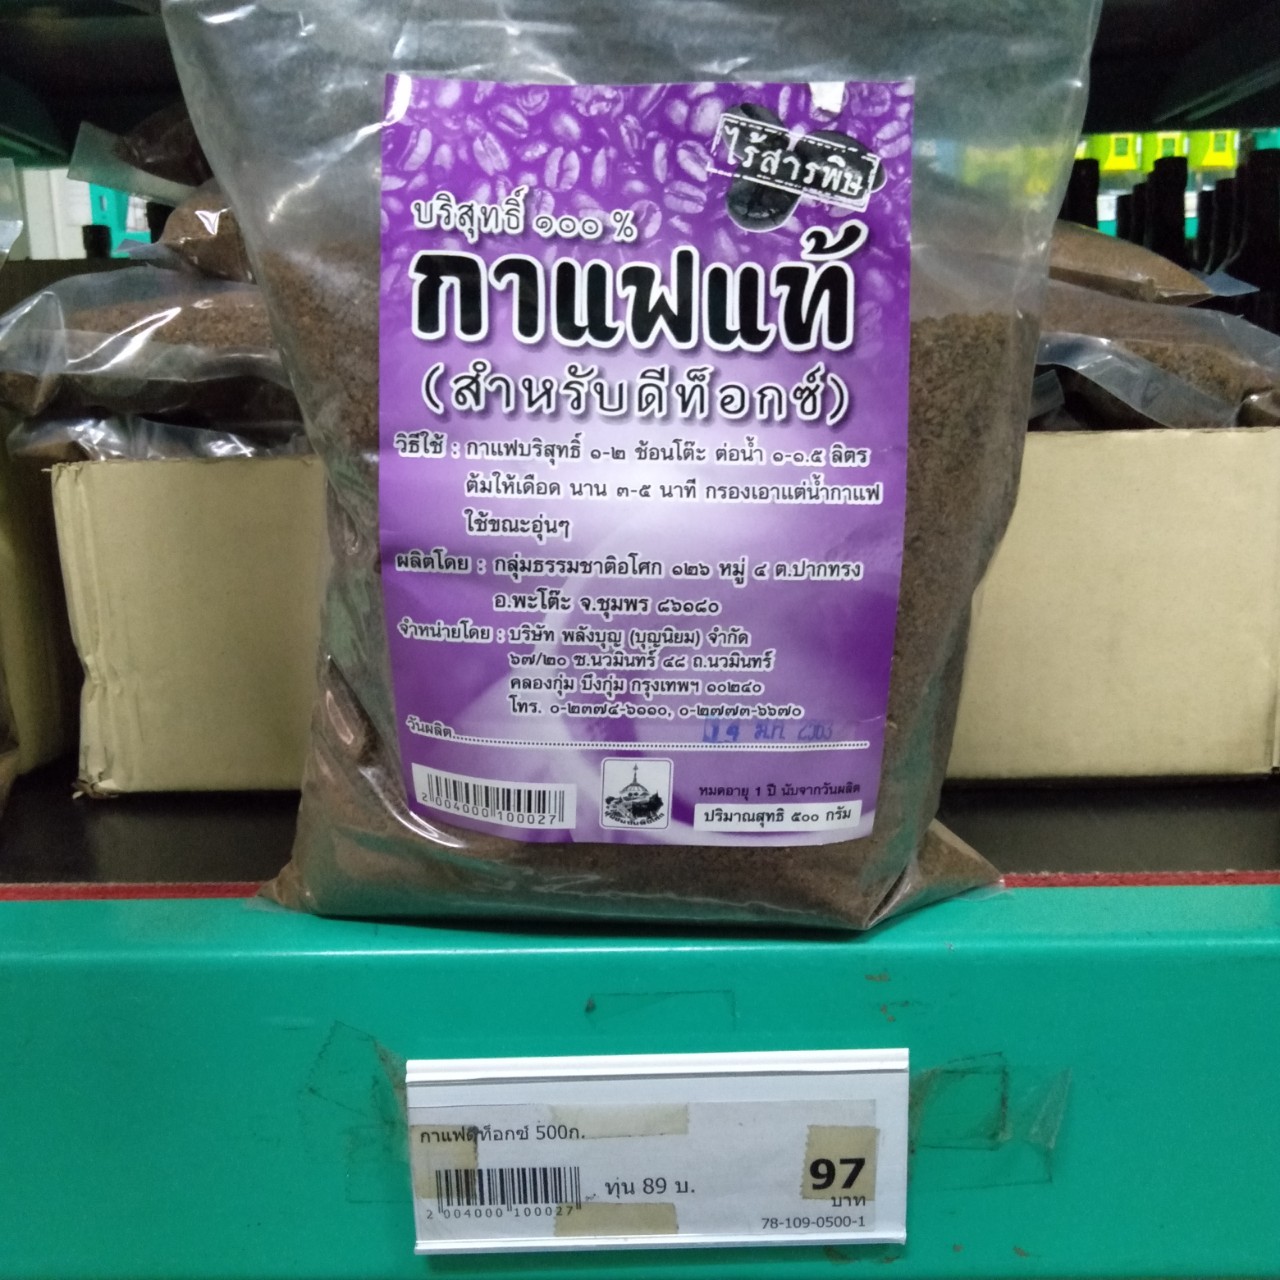 ไร้สารพิษ
บริสุทธิ์ ๑๐๐ %
กาแฟแท้
(สำหรับดีท็อกซ์)
วิธีใช้ : กาแฟบริสุทธิ์ ๑-๒ ช้อนโต๊ะ ต่อน้ำ ๑-๑.๕ ลิตร
ต้มให้เดือด นาน ๓-๕ นาที กรองเอาแต่น้ำกาแฟ
ใช้ขณะอุ่นๆ
ผลิตโดย : กลุ่มธรรมชาติอโศก ๑๒๖ หมู่ ๔ ต.ปากทรง
อ.พะโต๊ะ จ.ชุมพร ๘๖๑๘๐
จำหน่ายโดย : บริษัท พลังบุญ (บุญนิยม) จำกัด
๖๗/๒๐ ซ.นวมินทร์ ๔๘ ถ.นวมินทร์
คลองกุ่ม บึงกุ่ม กรุงเทพฯ ๑๐๒๔๐
โทร. ๐-๒๓๗๔-๖๑๑๐, ๐-๒๗๗๓-๖๖๗๐
วันผลิต 14 ม.ค. 2563
หมดอายุ 1 ปี นับจากวันผลิต
2 004000 100027
ปริมาณสุทธิ ๕๐๐ กรัม
กาแฟดีท็อกซ์ 500ก.
ทุ่น 89 บ.
97
บาท
2 004000 100027
78-109-0500-1